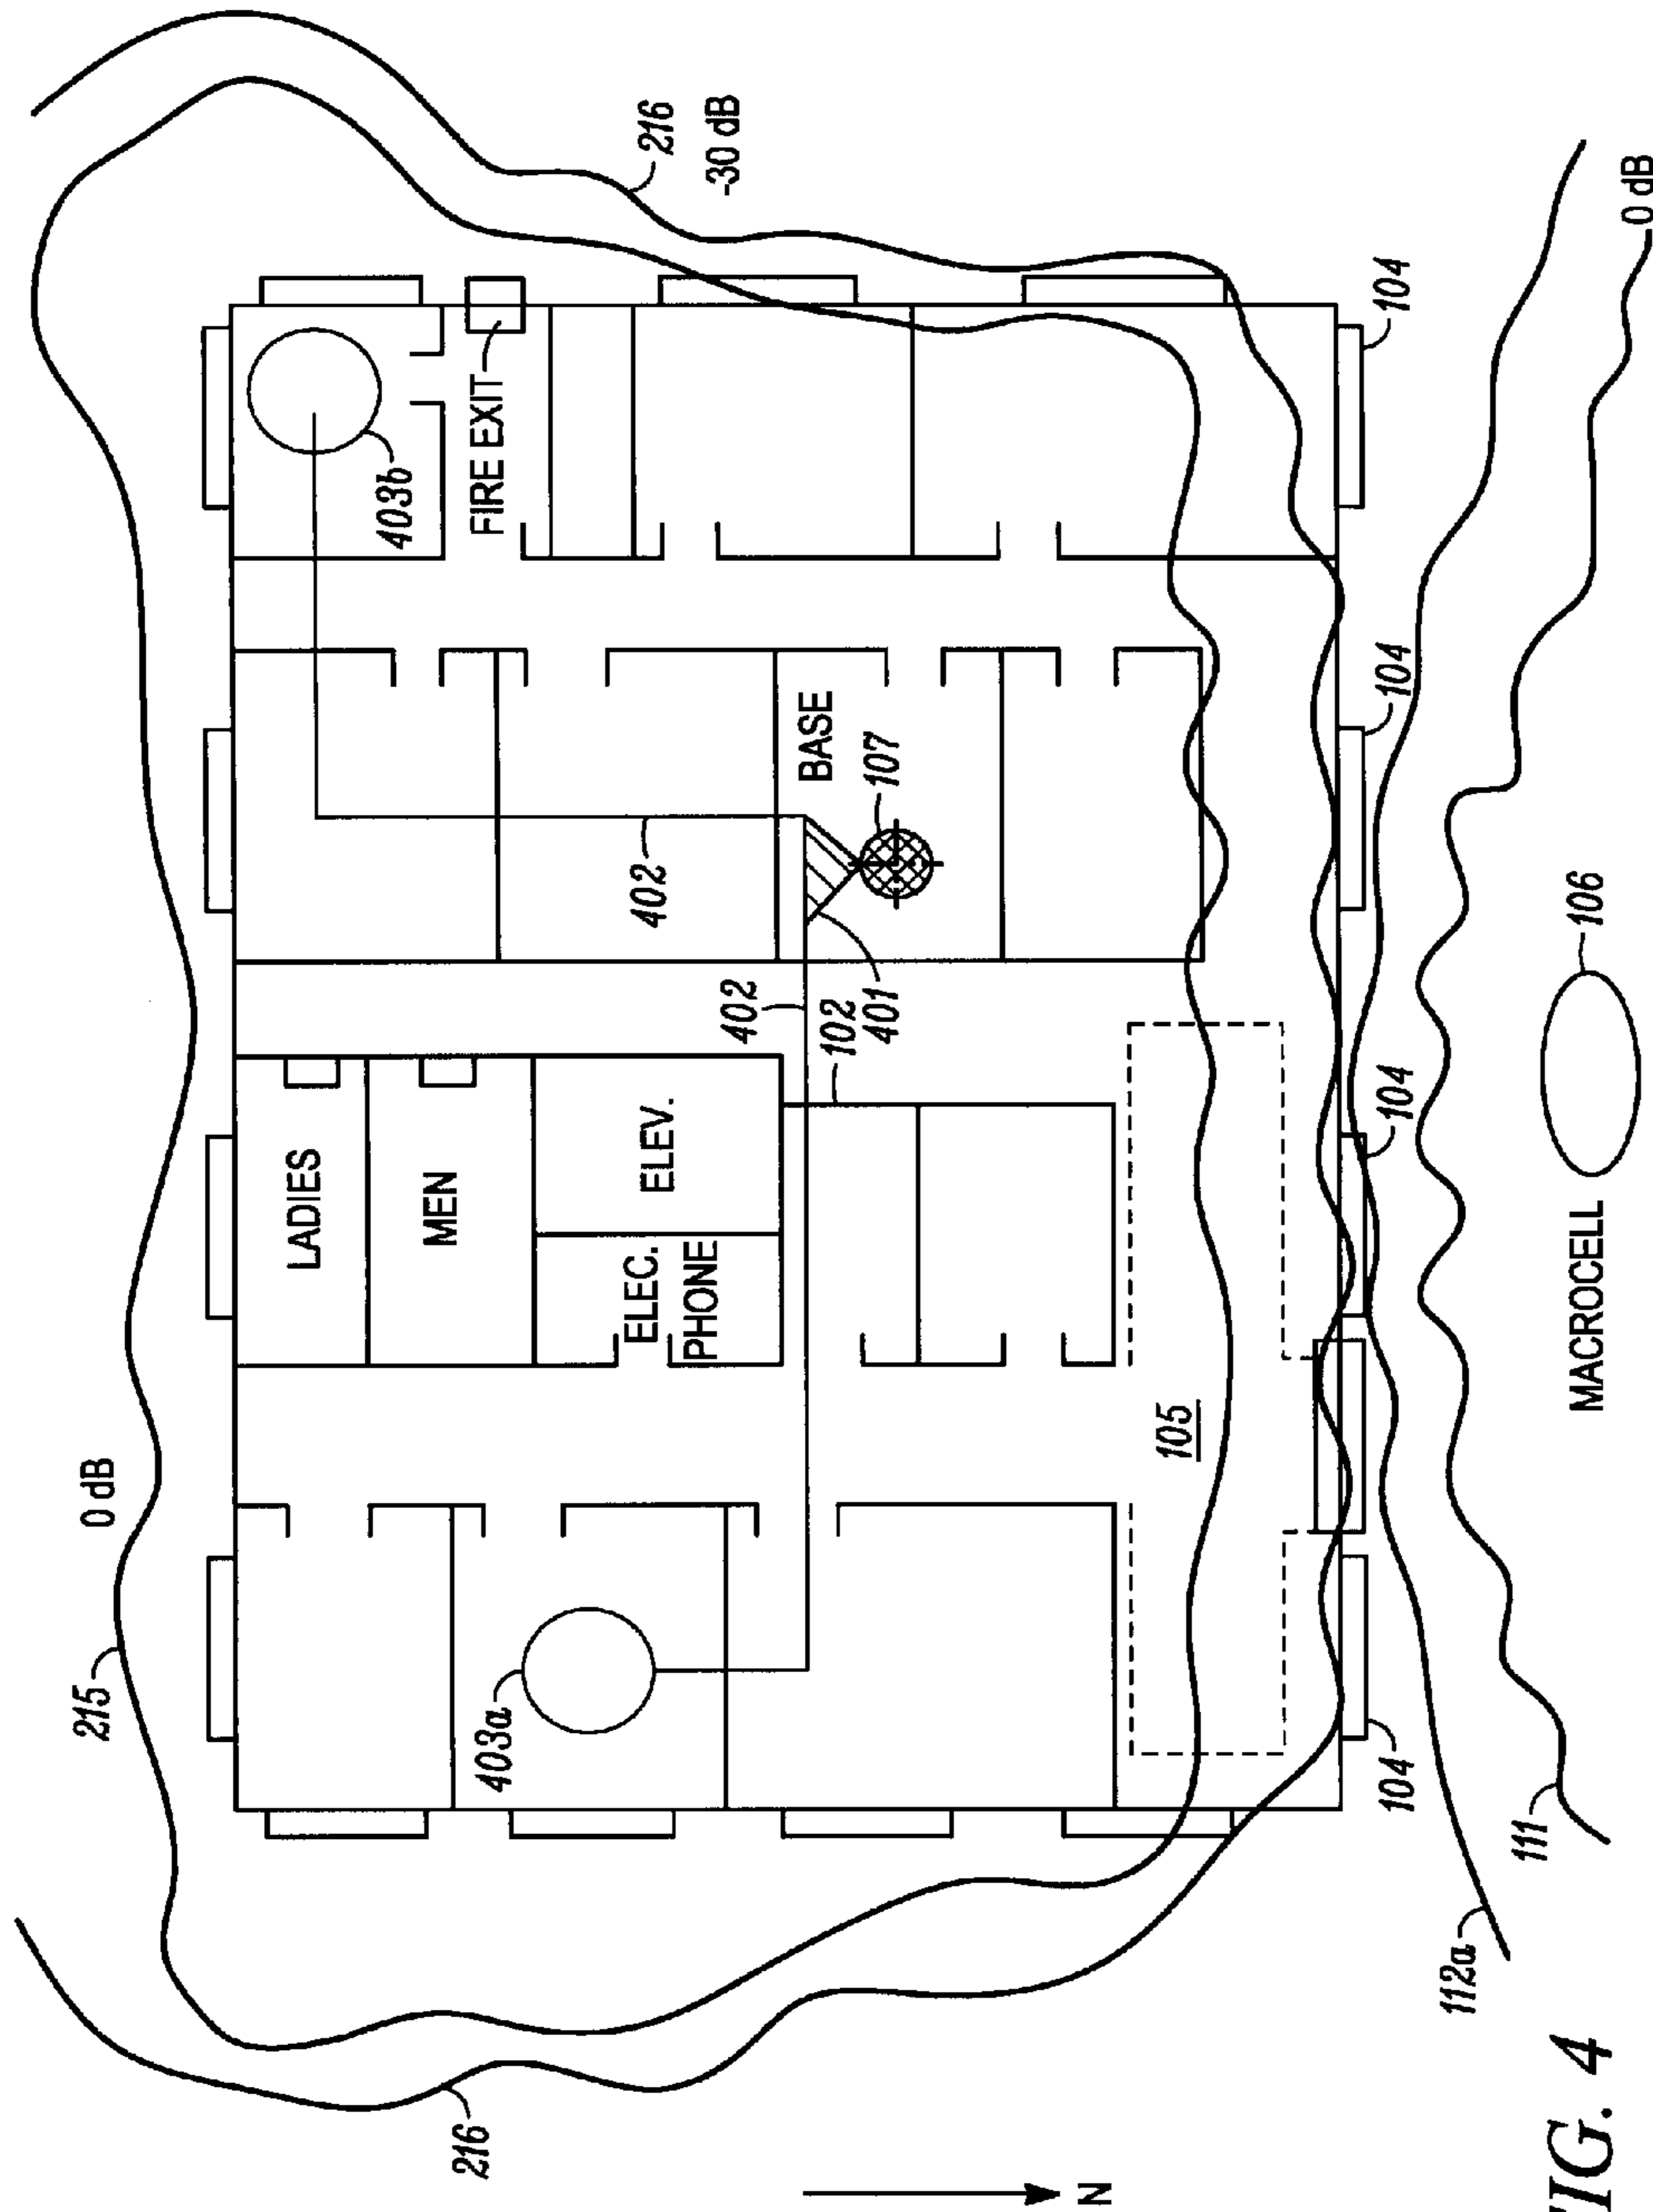 215
0 dB
LADIES
403b
MEN
216
403a
FIRE EXIT
ELEC.
PHONE
ELEV.
402
216
-30 dB
402
BASE
102
401
107
N
105
104
104
104
104
112a
111
FIG. 4
MACROCELL
106
0 dB